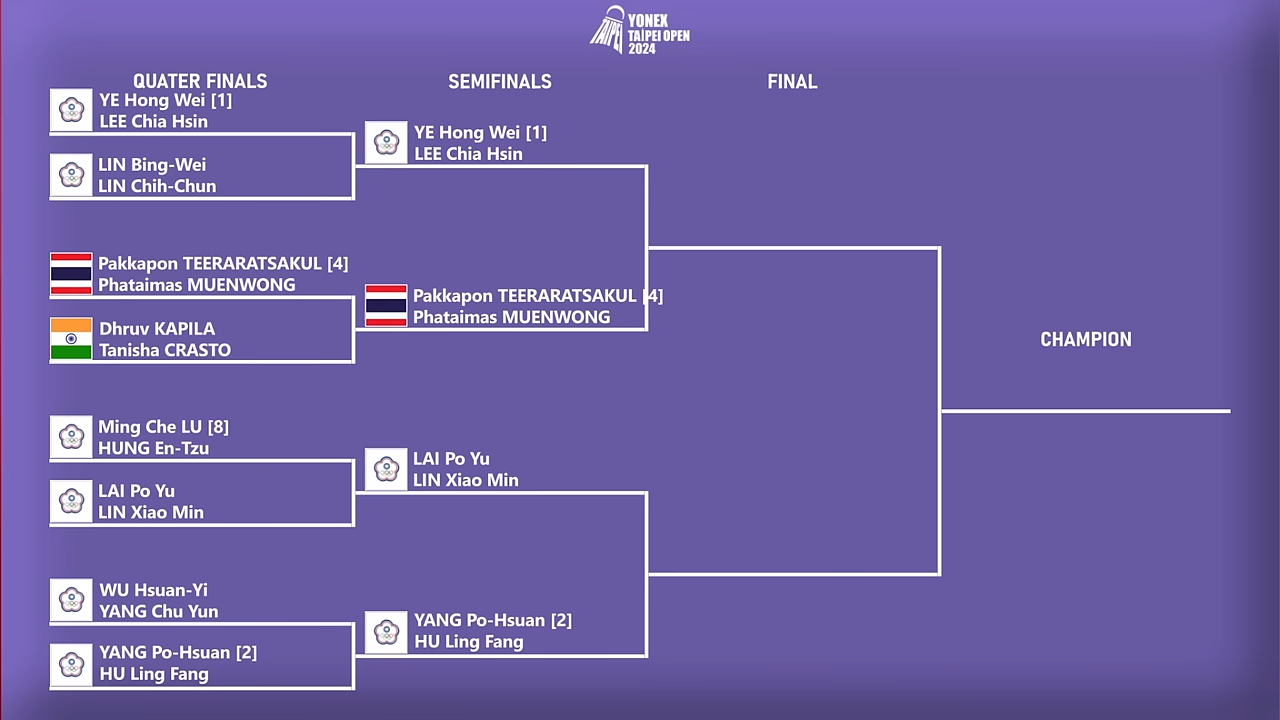 YONEX
TAIPEI OPEN
2024
QUATER FINALS
SEMIFINALS
FINAL
YE Hong Wei [1]
LEE Chia Hsin
LIN Bing-Wei
LIN Chih-Chun
Pakkapon TEERARATSAKUL [4]
Phataimas MUENWONG
Dhruv KAPILA
Tanisha CRASTO
Ming Che LU [8]
HUNG En-Tzu
LAI Po Yu
LIN Xiao Min
WU Hsuan-Yi
YANG Chu Yun
YANG Po-Hsuan [2]
HU Ling Fang
YE Hong Wei [1]
LEE Chia Hsin
Pakkapon TEERARATSAKUL [4]
Phataimas MUENWONG
LAI Po Yu
LIN Xiao Min
YANG Po-Hsuan [2]
HU Ling Fang
CHAMPION